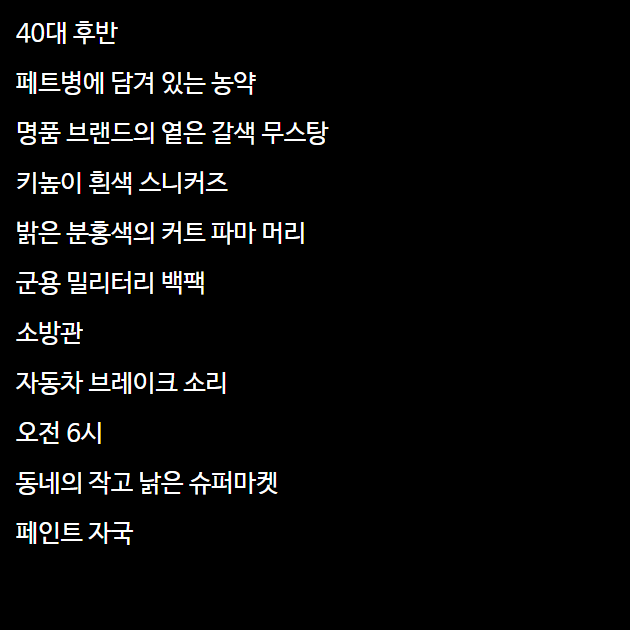 40대 후반
페트병에 담겨 있는 농약
명품 브랜드의 옅은 갈색 무스탕
키높이 흰색 스니커즈
밝은 분홍색의 커트 파마 머리
군용 밀리터리 백팩
소방관
자동차 브레이크 소리
오전 6시
동네의 작고 낡은 슈퍼마켓
페인트 자국